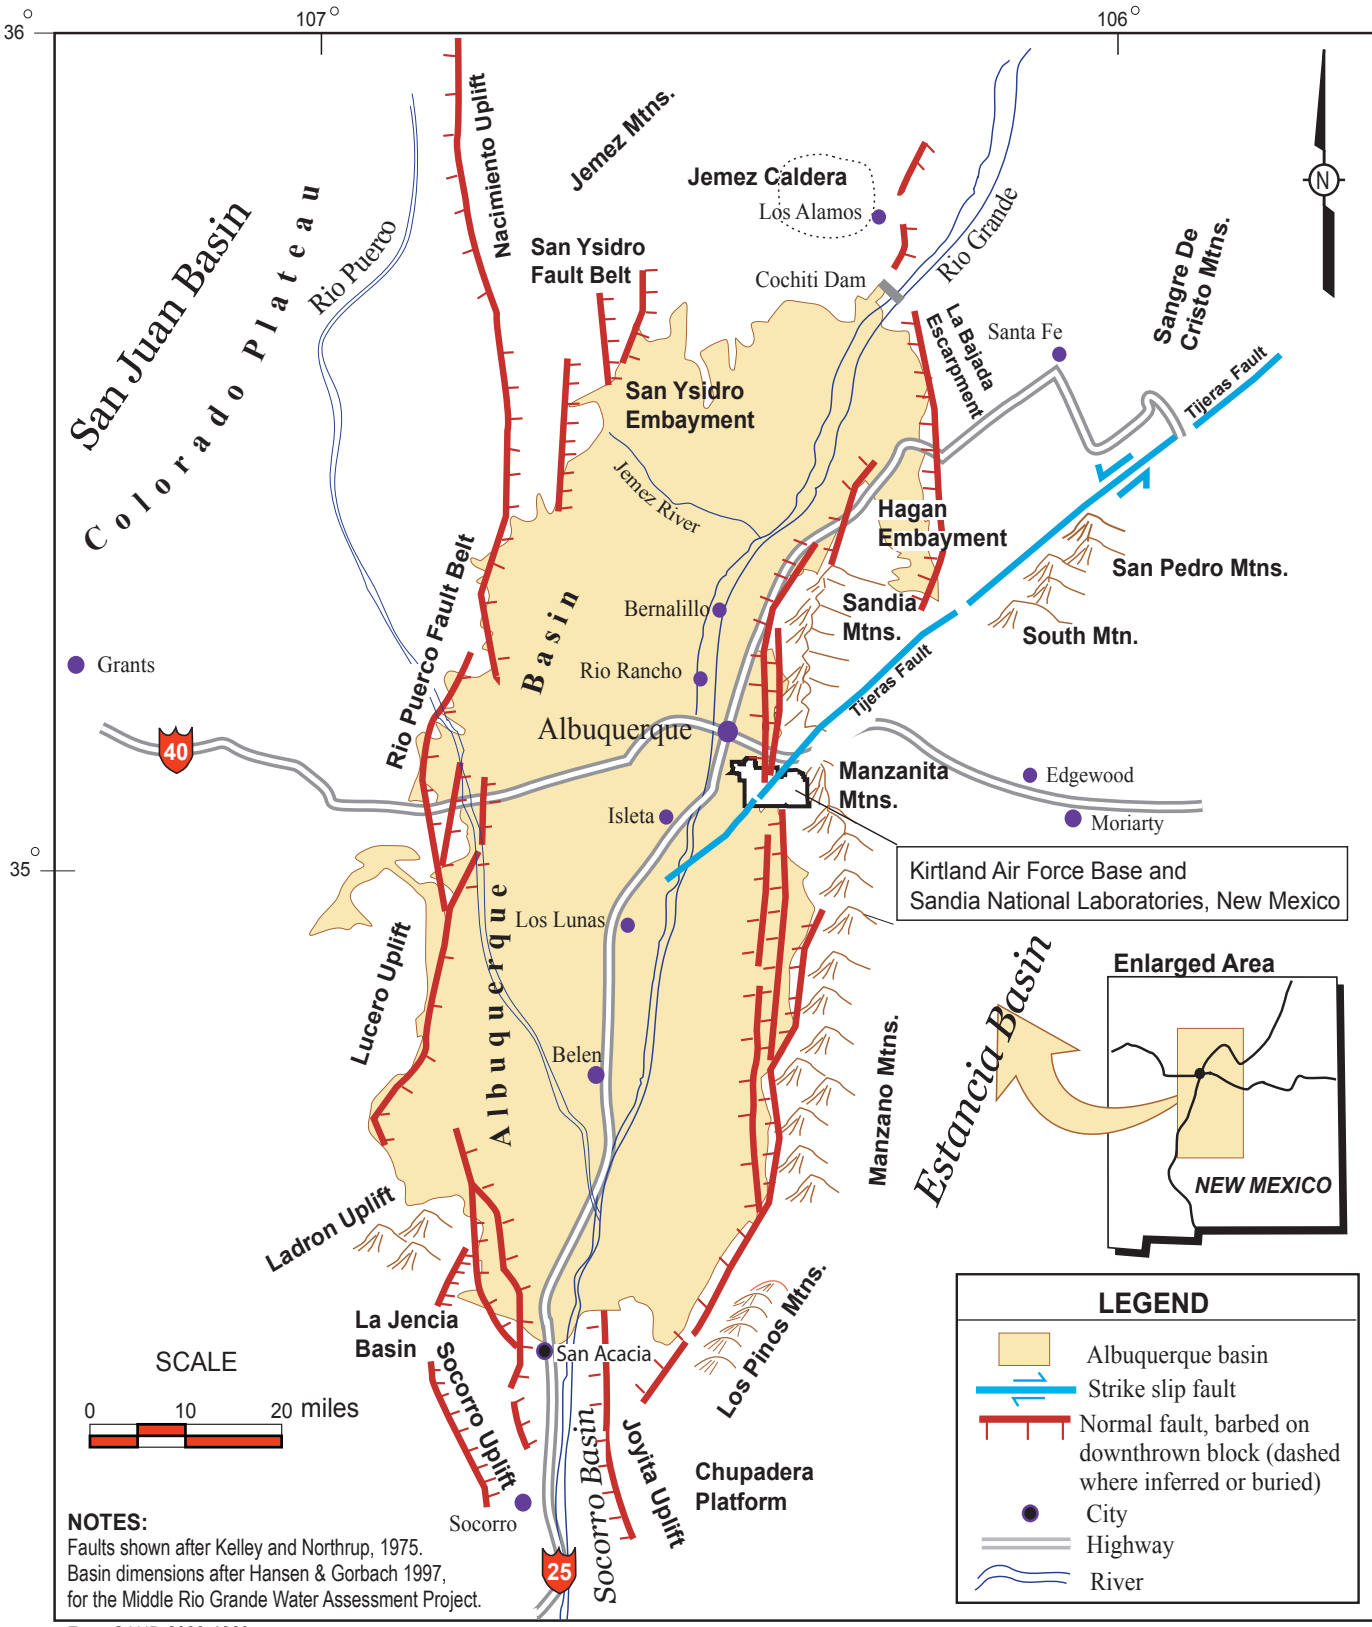 36°
107°
106°
Nacimiento Uplift
Jemez Mtns.
Jemez Caldera
Los Alamos
N
San Juan Basin
Colorado Plateau
Rio Puerco
San Ysidro
Fault Belt
Cochiti Dam
Rio Grande
Sangre De
Cristo Mtns.
La Bajada
Escarpment
Santa Fe
Tijeras Fault
San Ysidro
Embayment
Jemez River
Hagan
Embayment
San Pedro Mtns.
Rio Puerco Fault Belt
Basin
Bernalillo
Sandia
Mtns.
South Mtn.
Grants
Rio Rancho
Tijeras Fault
Albuquerque
40
Manzanita
Mtns.
Edgewood
Isleta
Moriarty
35°
Kirtland Air Force Base and
Sandia National Laboratories, New Mexico
Albuquerque
Los Lunas
Lucero Uplift
Estancia Basin
Enlarged Area
Belen
Manzano Mtns.
NEW MEXICO
Ladron Uplift
La Jencia
Basin
Los Pinos Mtns.
San Acacia
Socorro Uplift
SCALE
0 10 20 miles
Socorro Basin
Joyita Uplift
Chupadera
Platform
Socorro
25
LEGEND
Albuquerque basin
Strike slip fault
Normal fault, barbed on
downthrown block (dashed
where inferred or buried)
City
Highway
River
NOTES:
Faults shown after Kelley and Northrup, 1975.
Basin dimensions after Hansen & Gorbach 1997,
for the Middle Rio Grande Water Assessment Project.